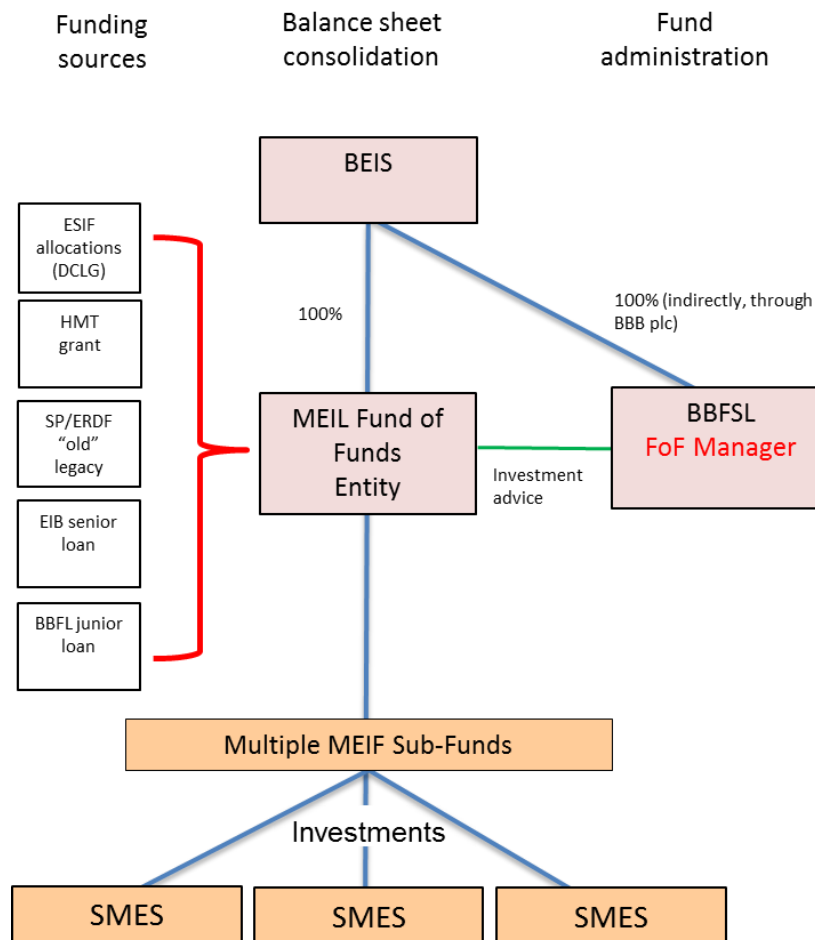 Funding
sources
Balance sheet
consolidation
Fund
administration
BEIS
ESIF
allocations
(DCLG)
HMT
grant
SP/ERDF
“old”
legacy
EIB senior
loan
BBFL junior
loan
100%
100% (indirectly, through
BBB plc)
MEIL Fund of
Funds
Entity
Investment
advice
BBFSL
FoF Manager
Multiple MEIF Sub-Funds
Investments
SMES
SMES
SMES